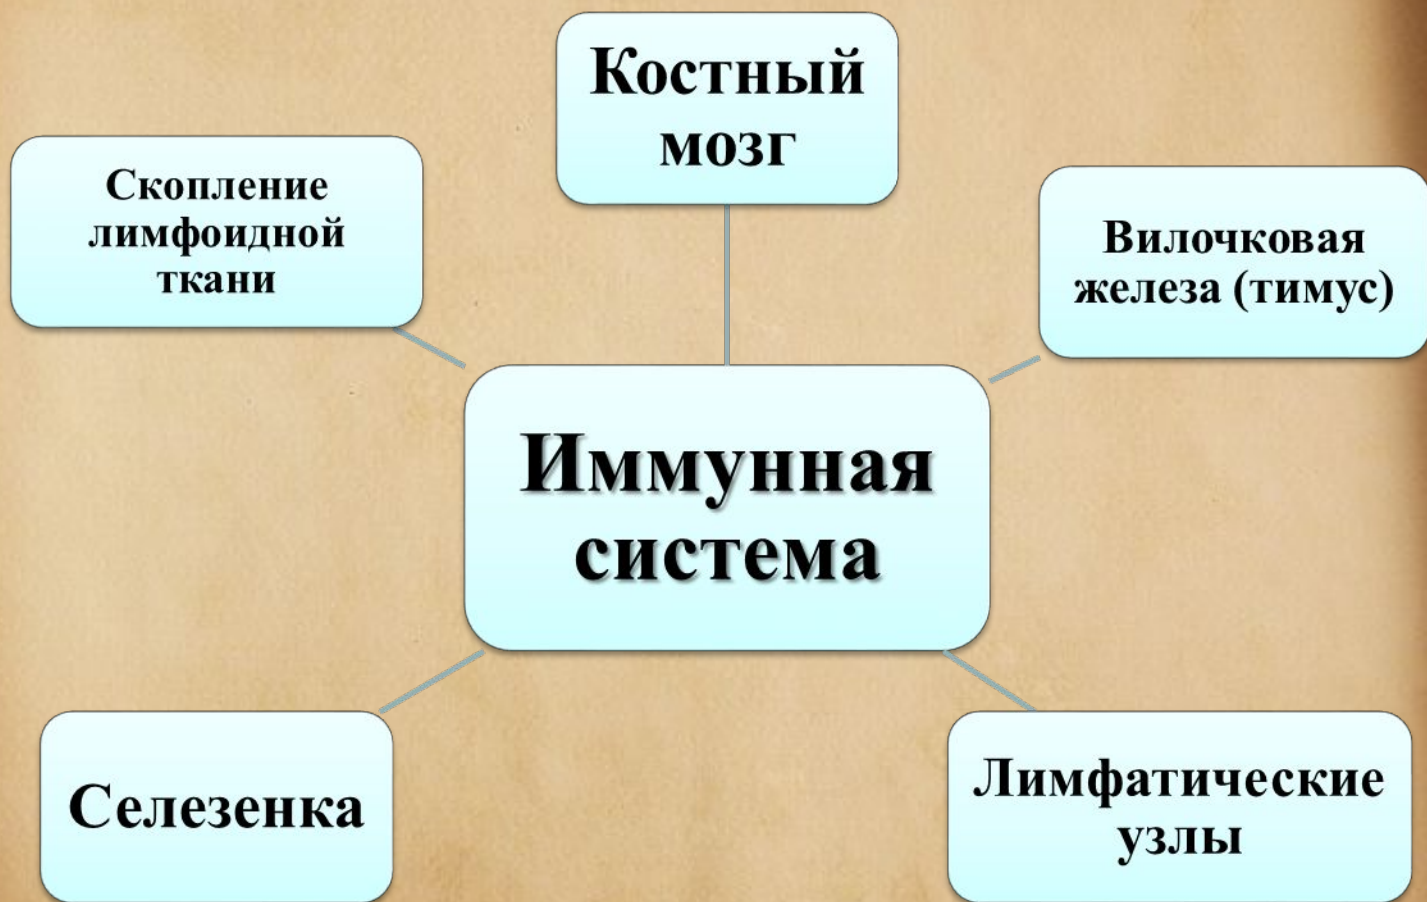 Костный
мозг
Скопление
лимфоидной
ткани
Вилочковая
железа (тимус)
Иммунная
система
Селезенка
Лимфатические
узлы